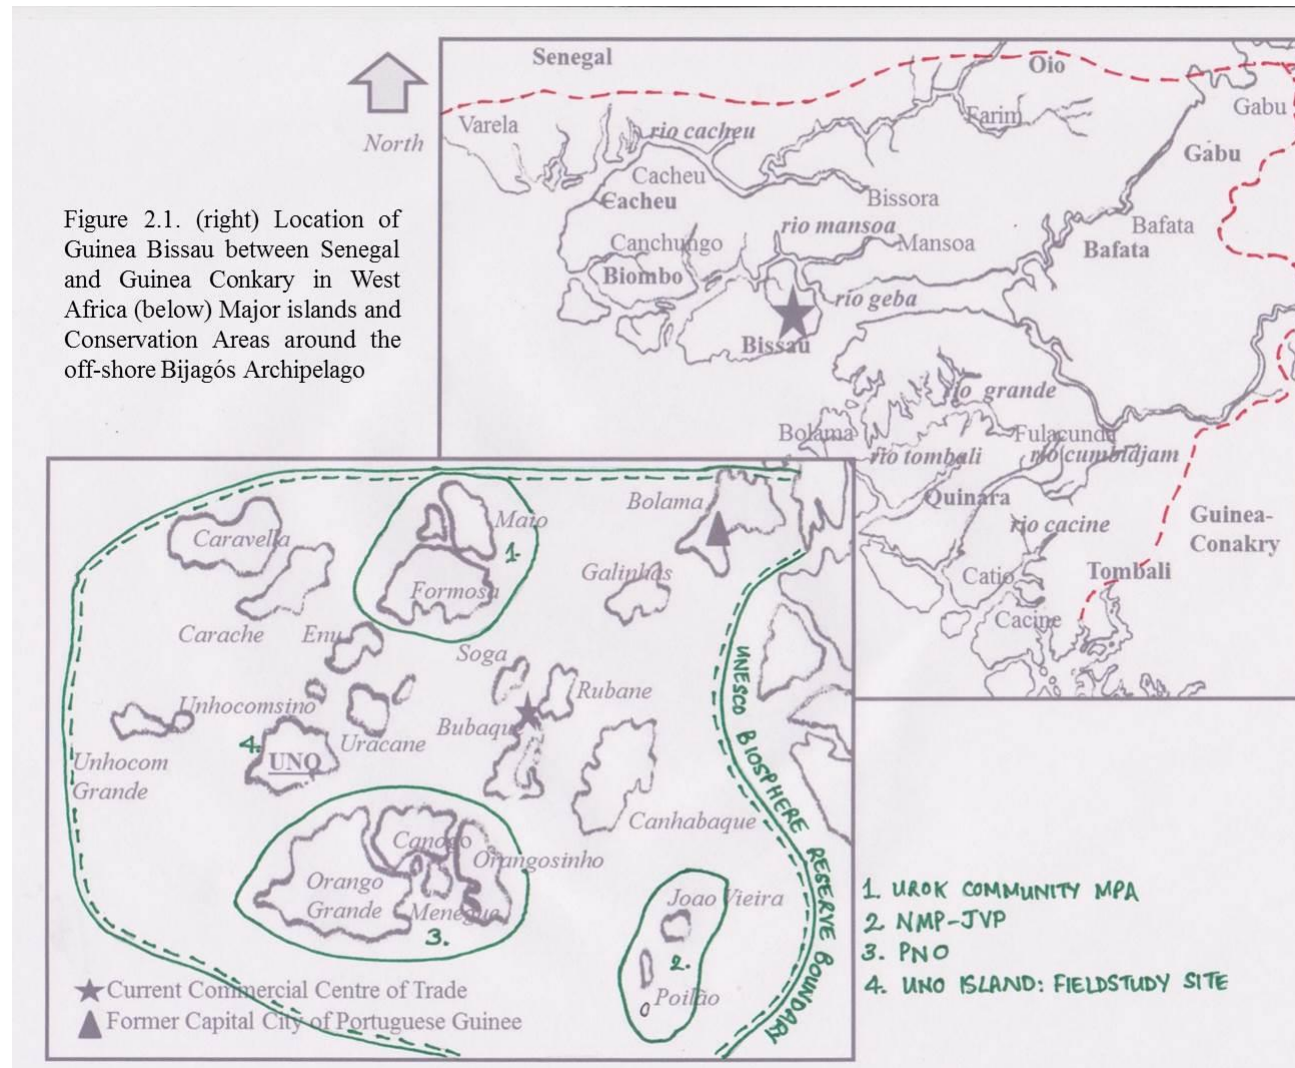 Senegal
Oio
North
Varela
rio cacheu
Farim
Gabu
Gabu
Cacheu
Cacheu
Bissora
Figure 2.1. (right) Location of
Guinea Bissau between Senegal
and Guinea Conkary in West
Africa (below) Major islands and
Conservation Areas around the
off-shore Bijagós Archipelago
Canchungo
rio mansoa
Mansoa
Bafata
Bafata
Biombo
rio geba
Bissau
rio grande
Bolama
Fulacunda
rio tombali
rio cumbidjam
Quinara
rio cacine
Guinea-
Conakry
Catio
Tombali
Cacine
Caravella
Maio
1.
Bolama
Formosa
Galinhas
Carache
Enu
Soga
Rubane
Unhocomsino
Bubaque
Uracane
4.
UNO
Unhocom
Grande
Canhabaque
Canogo
Orangosinho
Orango
Grande
Menegue
3.
Joao Vieira
2.
Poilão
UNESCO BIOSPHERE RESERVE BOUNDARY
Current Commercial Centre of Trade
Former Capital City of Portuguese Guinee
1. UROK COMMUNITY MPA
2 NMP-JVP
3. PNO
4. UNO ISLAND: FIELDSTUDY SITE